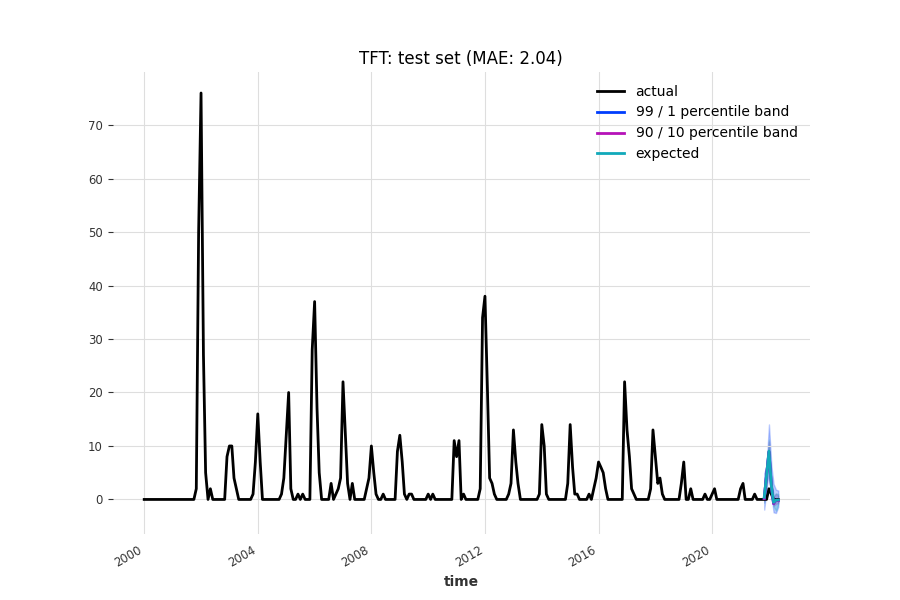 TFT: test set (MAE: 2.04)
actual
99 / 1 percentile band
90 / 10 percentile band
expected
70
60
50
40
30
20
10
0
2000
2004
2008
2012
2016
2020
time